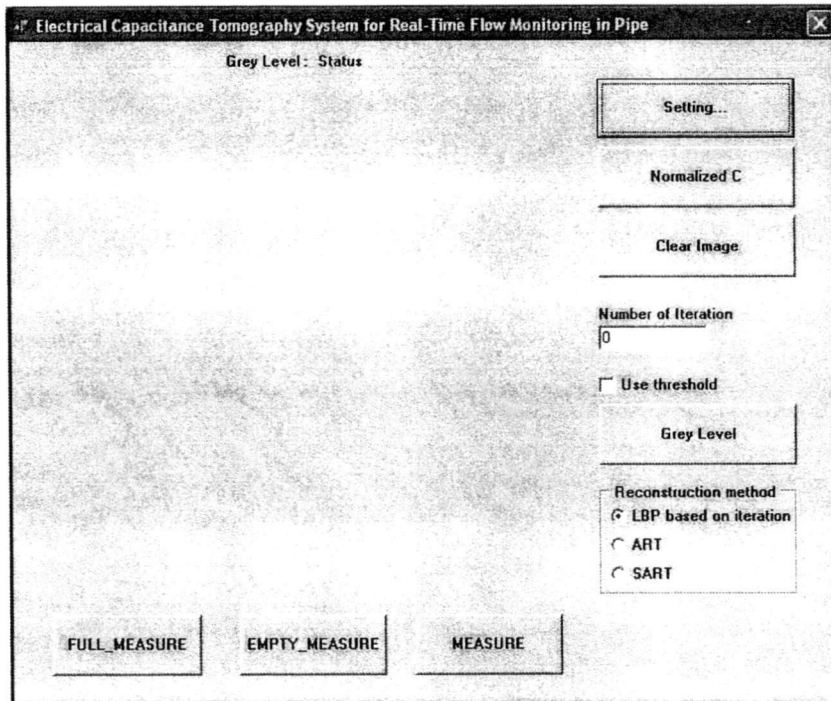 Electrical Capacitance Tomography System for Real-Time Flow Monitoring in Pipe
Grey Level : Status
Setting...
Normalized C
Clear Image
Number of Iteration
0
Use threshold
Grey Level
Reconstruction method
LBP based on iteration
ART
SART
FULL_MEASURE
EMPTY_MEASURE
MEASURE